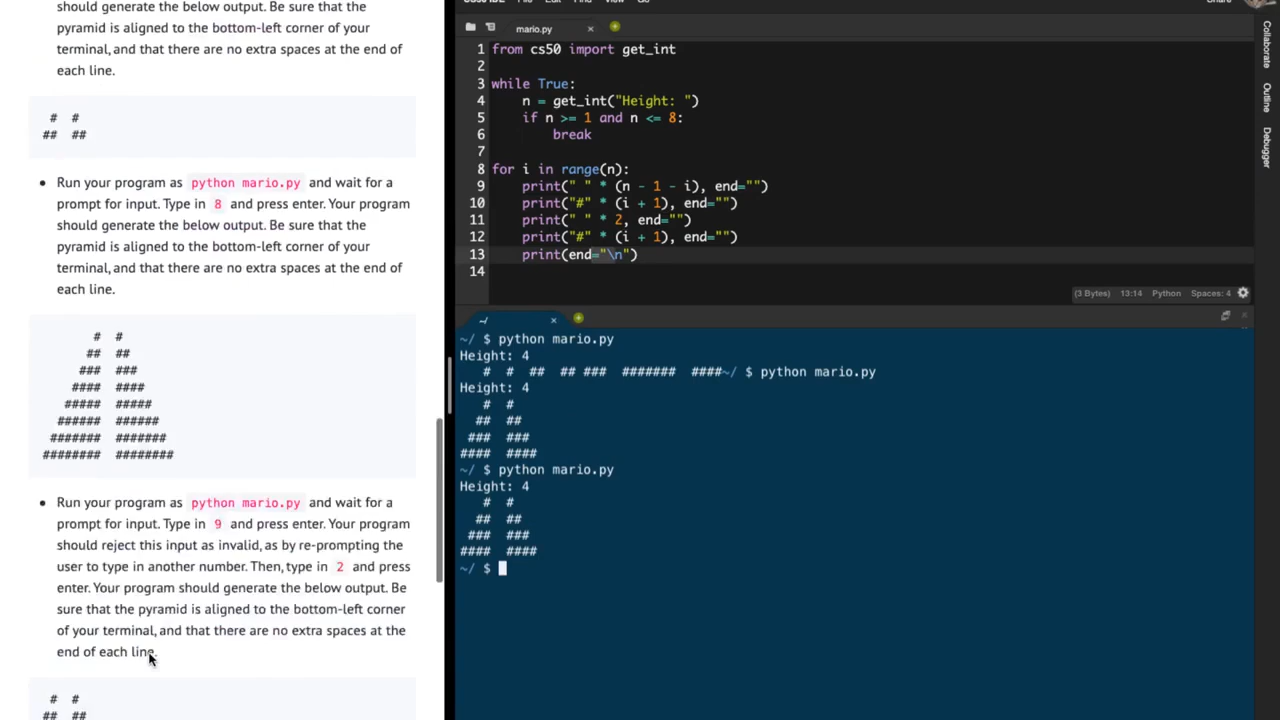 should generate the below output. Be sure that the
pyramid is aligned to the bottom-left corner of your
terminal, and that there are no extra spaces at the end of
each line.
#  #
##  ##
Run your program as python mario.py and wait for a
prompt for input. Type in 8 and press enter. Your program
should generate the below output. Be sure that the
pyramid is aligned to the bottom-left corner of your
terminal, and that there are no extra spaces at the end of
each line.
       #  #
      ##  ##
     ###  ###
    ####  ####
   #####  #####
  ######  ######
 #######  #######
########  ########
Run your program as python mario.py and wait for a
prompt for input. Type in 9 and press enter. Your program
should reject this input as invalid, as by re-prompting the
user to type in another number. Then, type in 2 and press
enter. Your program should generate the below output. Be
sure that the pyramid is aligned to the bottom-left corner
of your terminal, and that there are no extra spaces at the
end of each line.
 #  #
##  ##
mario.py
1 from cs50 import get_int
2
3 while True:
4     n = get_int("Height: ")
5     if n >= 1 and n <= 8:
6         break
7
8 for i in range(n):
9     print(" " * (n - 1 - i), end="")
10     print("#" * (i + 1), end="")
11     print(" " * 2, end="")
12     print("#" * (i + 1), end="")
13     print(end="\n")
14
(3 Bytes) 13:14 Python Spaces: 4
~/
~/ $ python mario.py
Height: 4
   #  #  ##  ## ###  #######  ####~/ $ python mario.py
Height: 4
   #  #
  ##  ##
 ###  ###
####  ####
~/ $ python mario.py
Height: 4
   #  #
  ##  ##
 ###  ###
####  ####
~/ $
Collaborate
Outline
Debugger